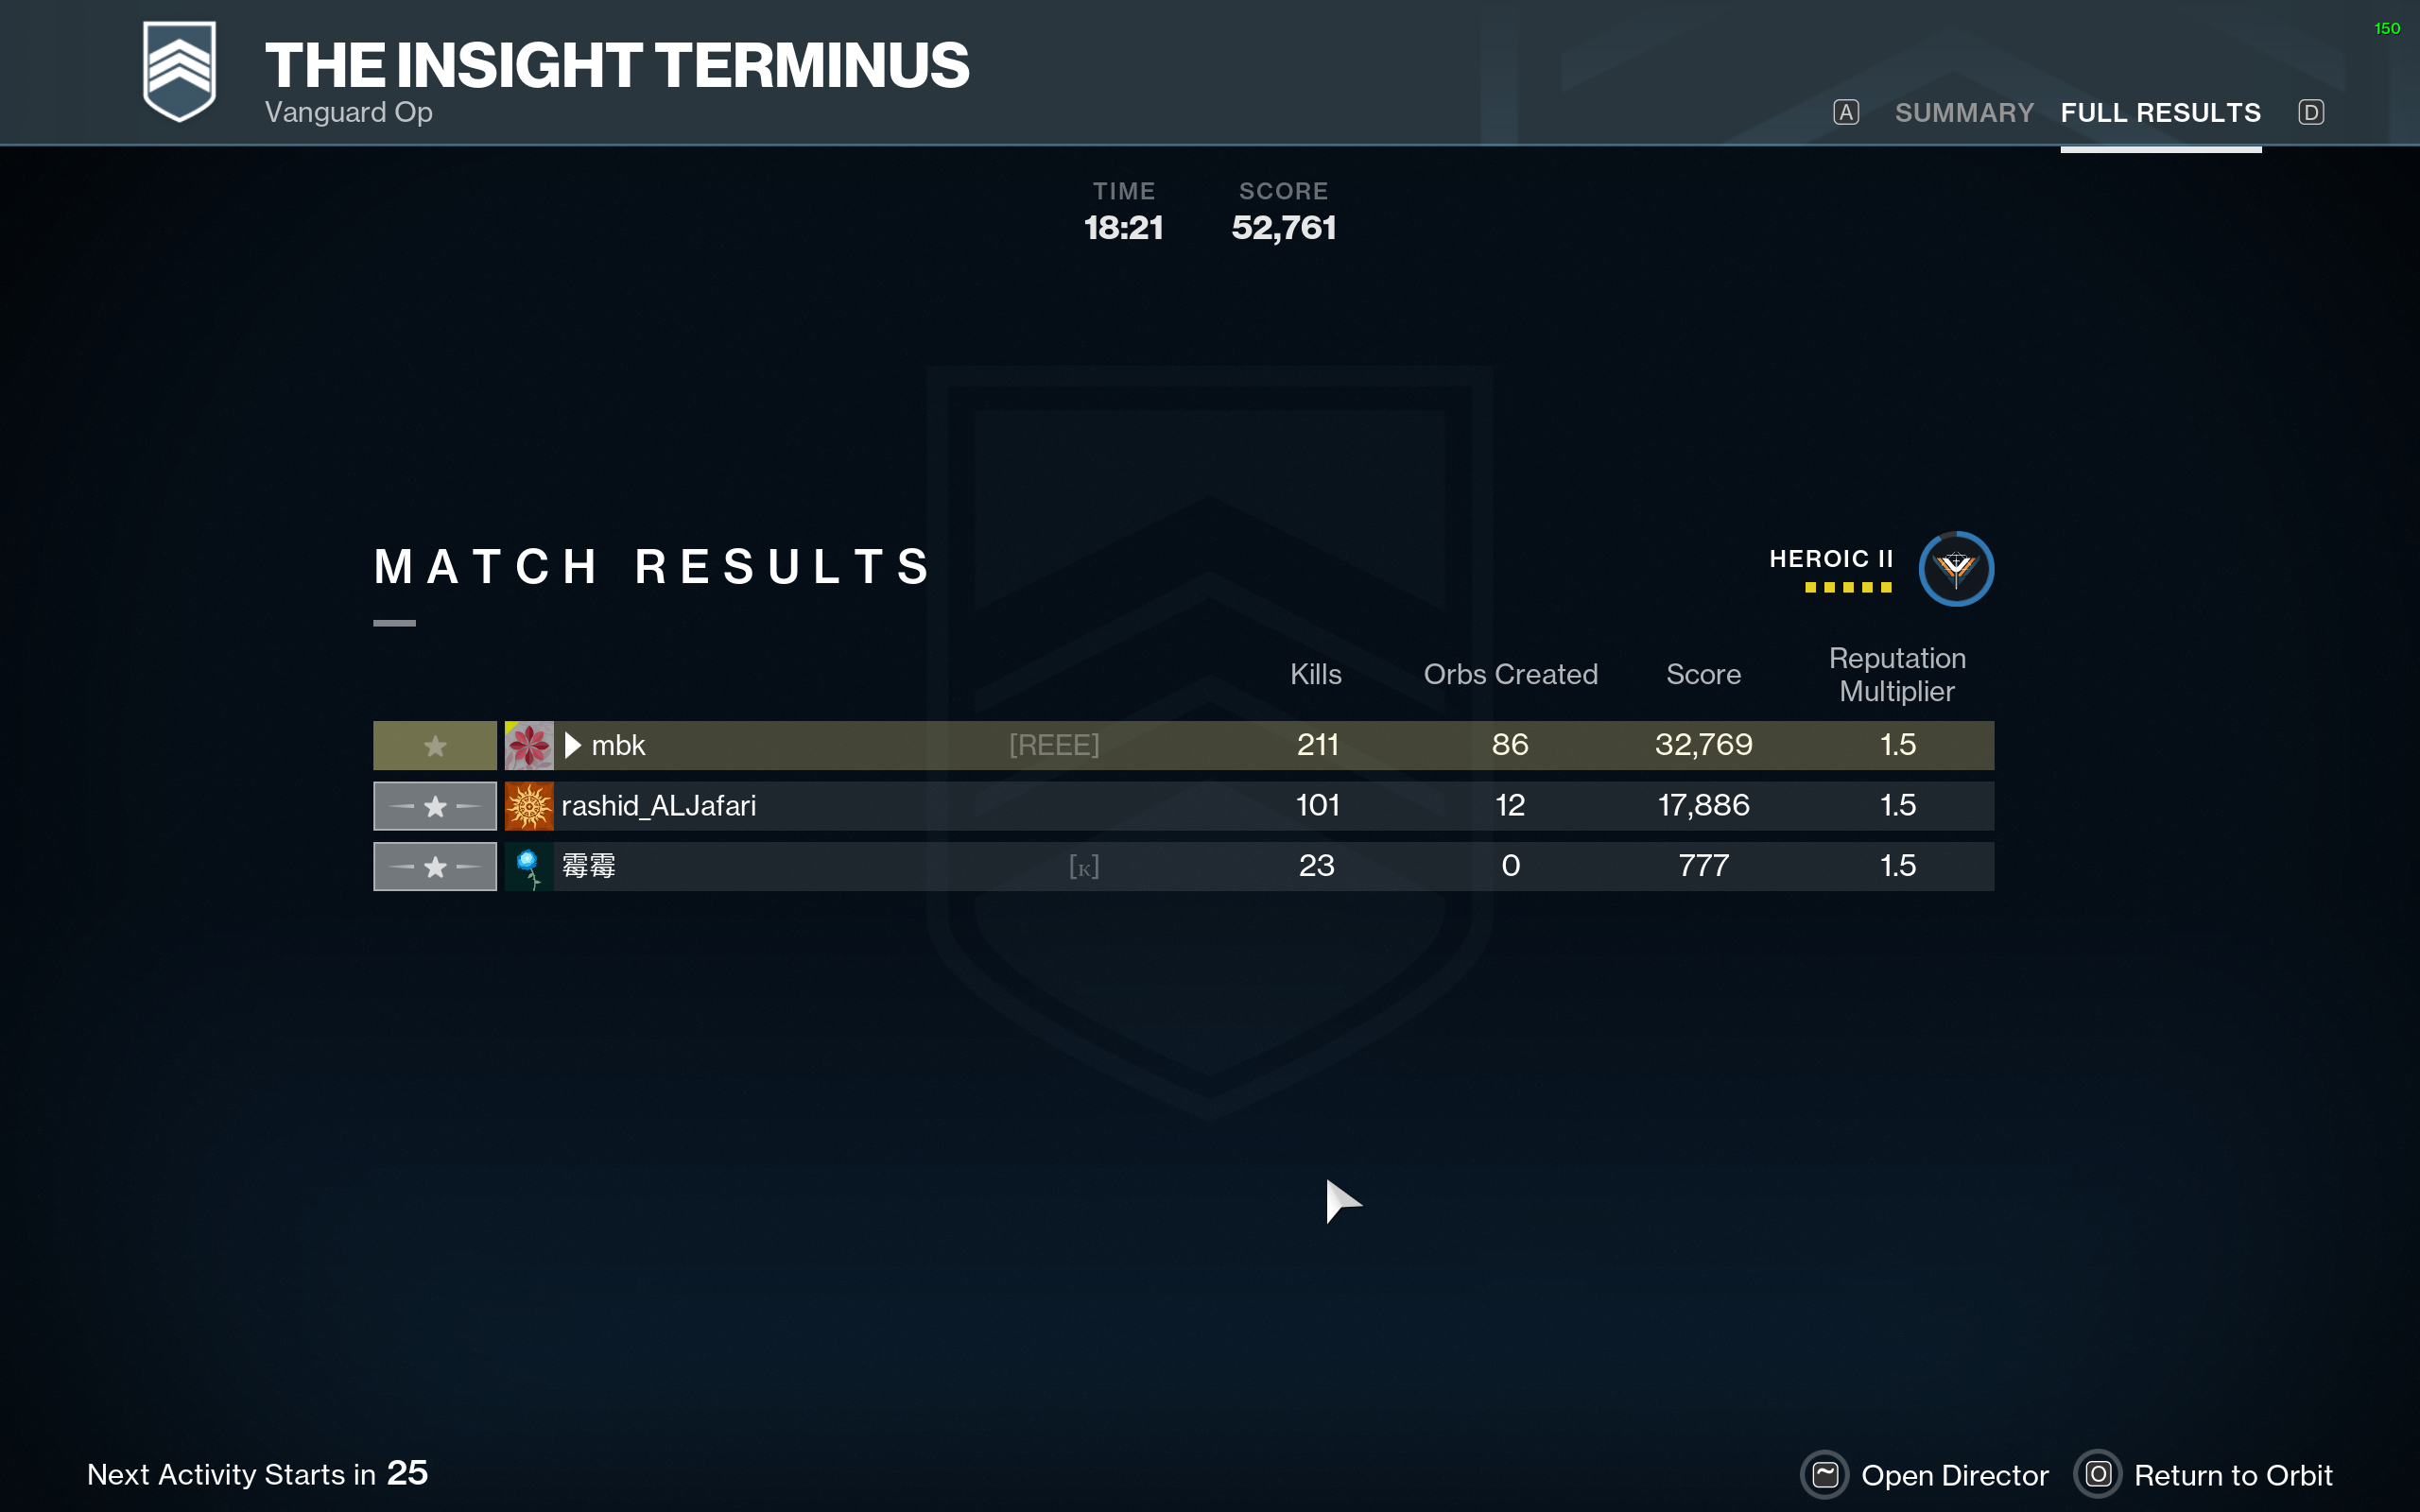 THE INSIGHT TERMINUS
Vanguard Op
150
A SUMMARY FULL RESULTS D
TIME SCORE
18:21 52,761
MATCH RESULTS
HEROIC II
Kills Orbs Created Score Reputation Multiplier
mbk [REEE] 211 86 32,769 1.5
rashid_ALJafari 101 12 17,886 1.5
霉霉 [K] 23 0 777 1.5
Next Activity Starts in 25
~ Open Director O Return to Orbit